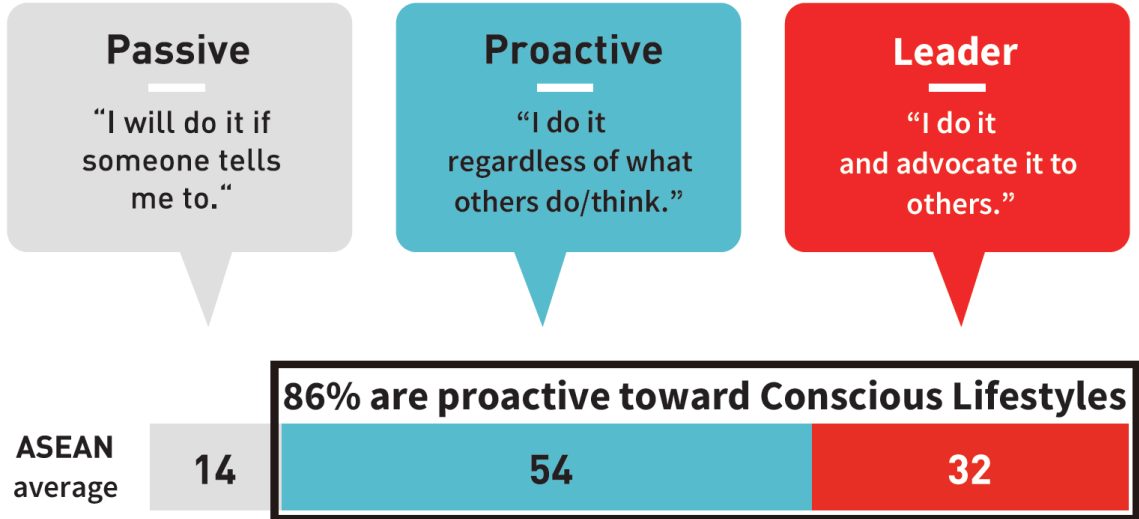 Passive
“I will do it if
someone tells
me to.“
Proactive
“I do it
regardless of what
others do/think.”
Leader
“I do it
and advocate it to
others.”
86% are proactive toward Conscious Lifestyles
ASEAN
average
14
54
32